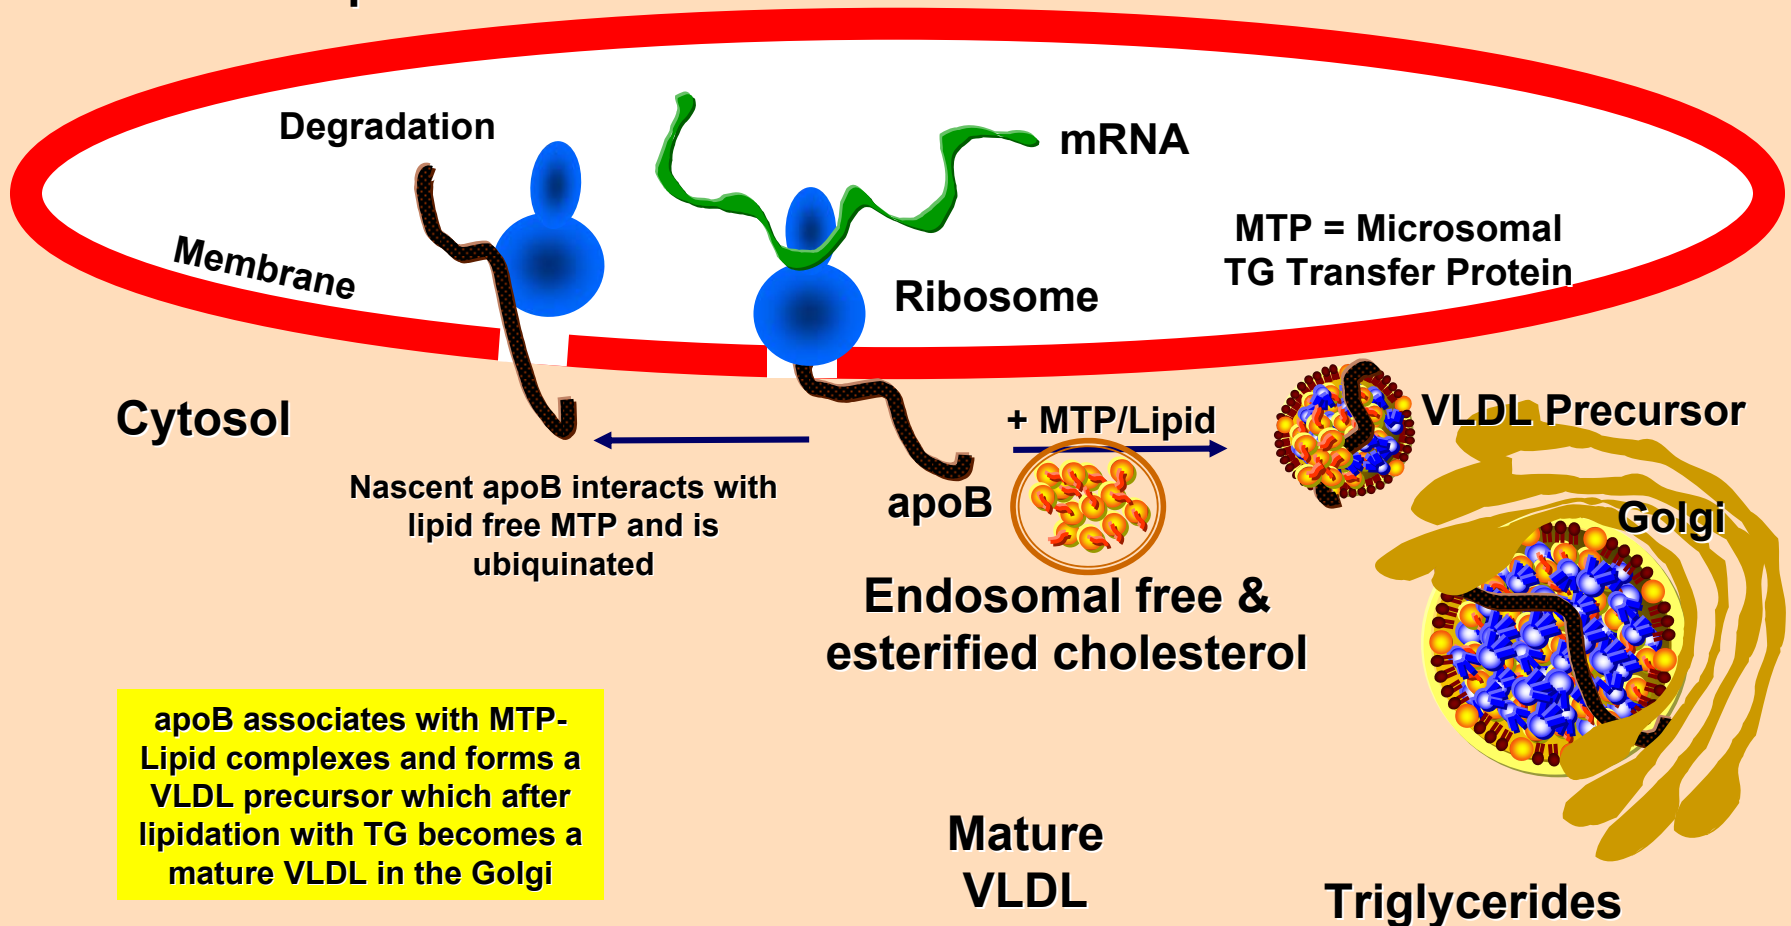 Degradation
mRNA
MTP = Microsomal
TG Transfer Protein
Membrane
Ribosome
Cytosol
+ MTP/Lipid
VLDL Precursor
Nascent apoB interacts with
lipid free MTP and is
ubiquinated
apoB
Golgi
Endosomal free &
esterified cholesterol
apoB associates with MTP-
Lipid complexes and forms a
VLDL precursor which after
lipidation with TG becomes a
mature VLDL in the Golgi
Mature
VLDL
Triglycerides